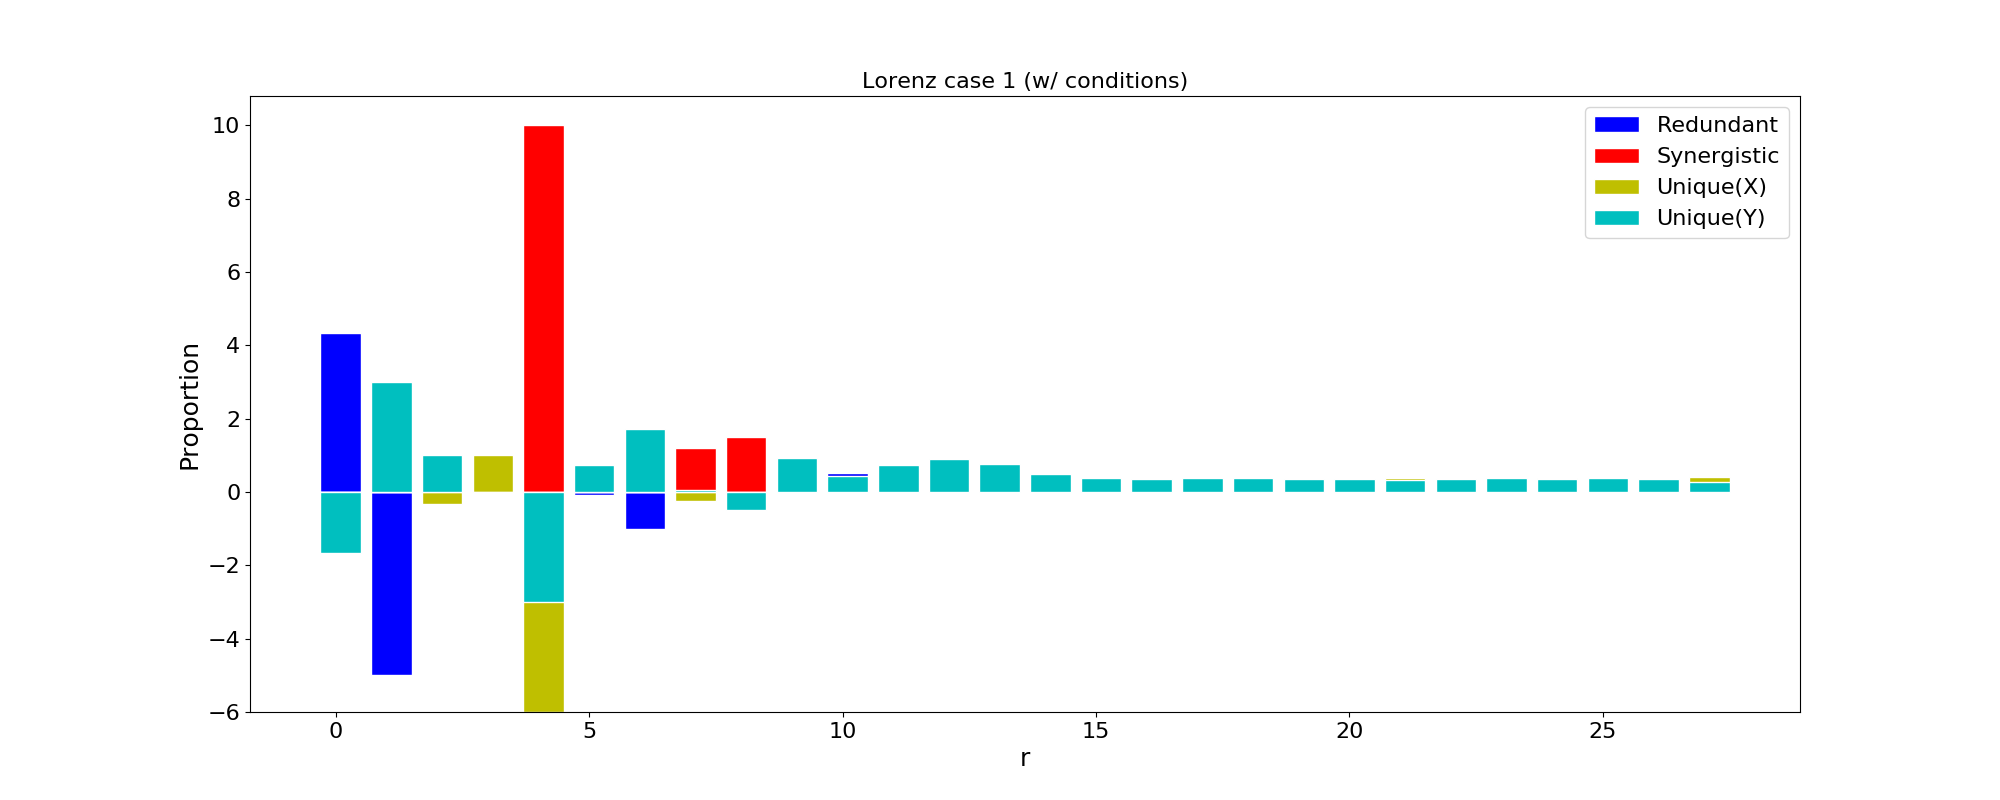 Lorenz case 1 (w/ conditions)
Redundant
Synergistic
Unique(X)
Unique(Y)
Proportion
10
8
6
4
2
0
−2
−4
−6
0
5
10
15
20
25
r